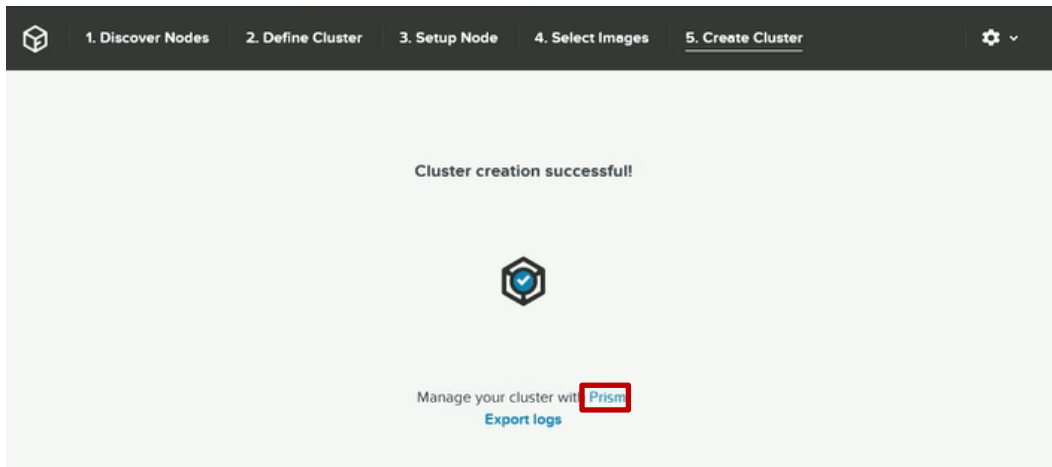 1. Discover Nodes 2. Define Cluster 3. Setup Node 4. Select Images 5. Create Cluster
Cluster creation successful!
Manage your cluster with Prism
Export logs